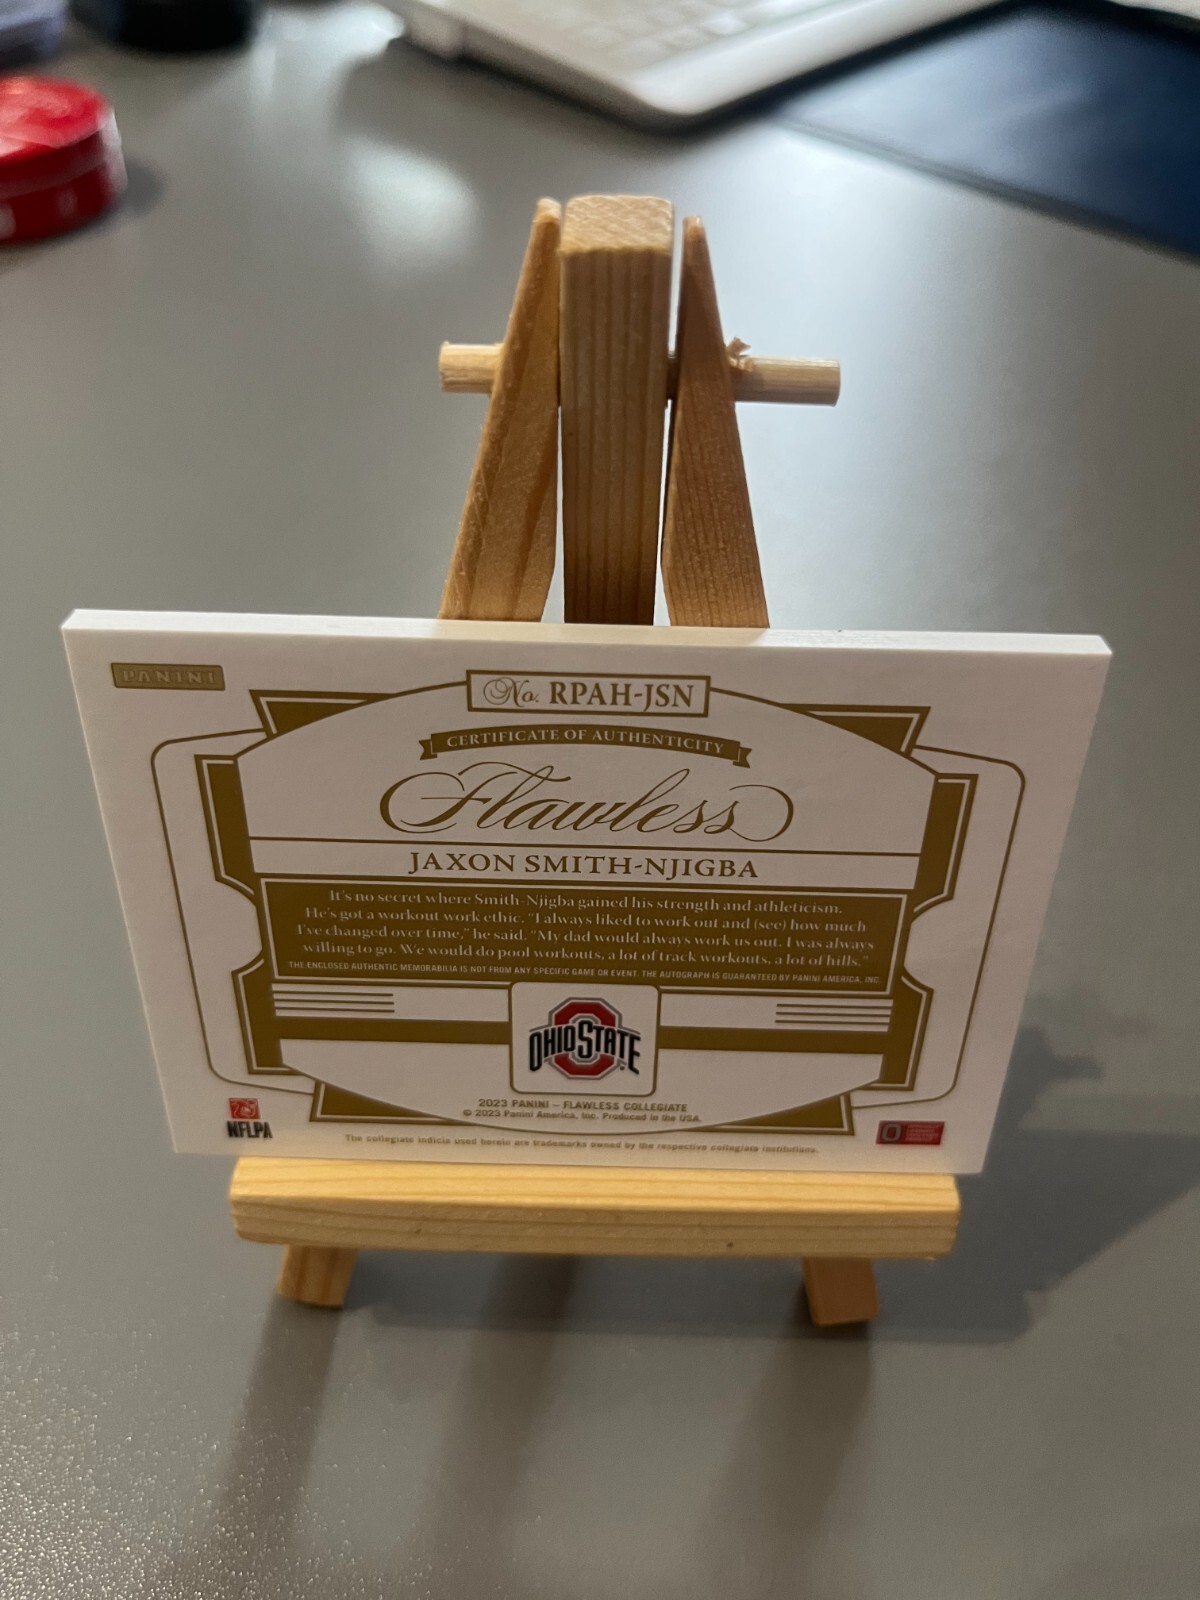 PANINI
No. RPAH-JSN
CERTIFICATE OF AUTHENTICITY
Flawless
JAXON SMITH-NJIGBA
It's no secret where Smith-Njigba gained his strength and athleticism.
He's got a workout work ethic. "I always liked to work out and (see) how much
I've changed over time," he said. "My dad would always work us out. I was always
willing to go. We would do pool workouts, a lot of track workouts, a lot of hills."
THE ENCLOSED AUTHENTIC MEMORABILIA IS NOT FROM ANY SPECIFIC GAME OR EVENT. THE AUTOGRAPH IS GUARANTEED BY PANINI AMERICA, INC.
OHIO STATE
2023 PANINI – FLAWLESS COLLEGIATE
© 2023 Panini America, Inc. Produced in the USA.
NFLPA
The collegiate indicia used herein are trademarks owned by the respective collegiate institutions.